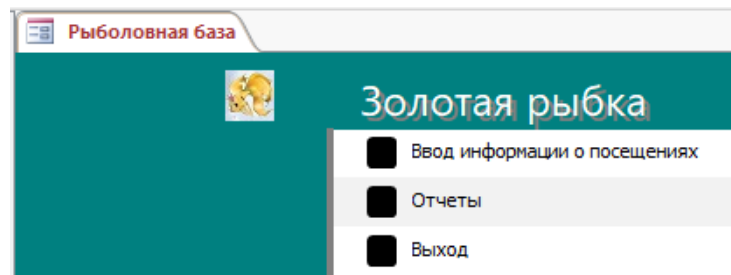 Рыболовная база
Золотая рыбка
Ввод информации о посещениях
Отчеты
Выход